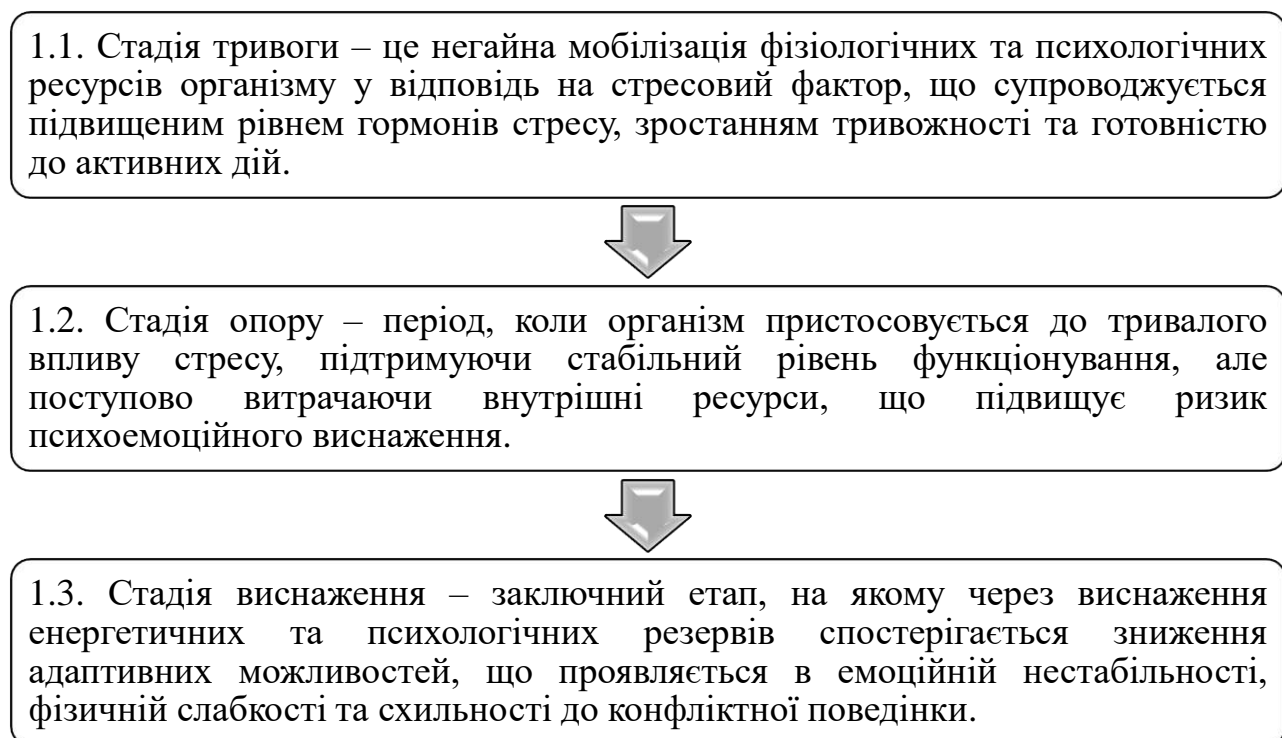 1.1. Стадія тривоги – це негайна мобілізація фізіологічних та психологічних
ресурсів організму у відповідь на стресовий фактор, що супроводжується
підвищеним рівнем гормонів стресу, зростанням тривожності та готовністю
до активних дій.
1.2. Стадія опору – період, коли організм пристосовується до тривалого
впливу стресу, підтримуючи стабільний рівень функціонування, але
поступово витрачаючи внутрішні ресурси, що підвищує ризик
психоемоційного виснаження.
1.3. Стадія виснаження – заключний етап, на якому через виснаження
енергетичних та психологічних резервів спостерігається зниження
адаптивних можливостей, що проявляється в емоційній нестабільності,
фізичній слабкості та схильності до конфліктної поведінки.